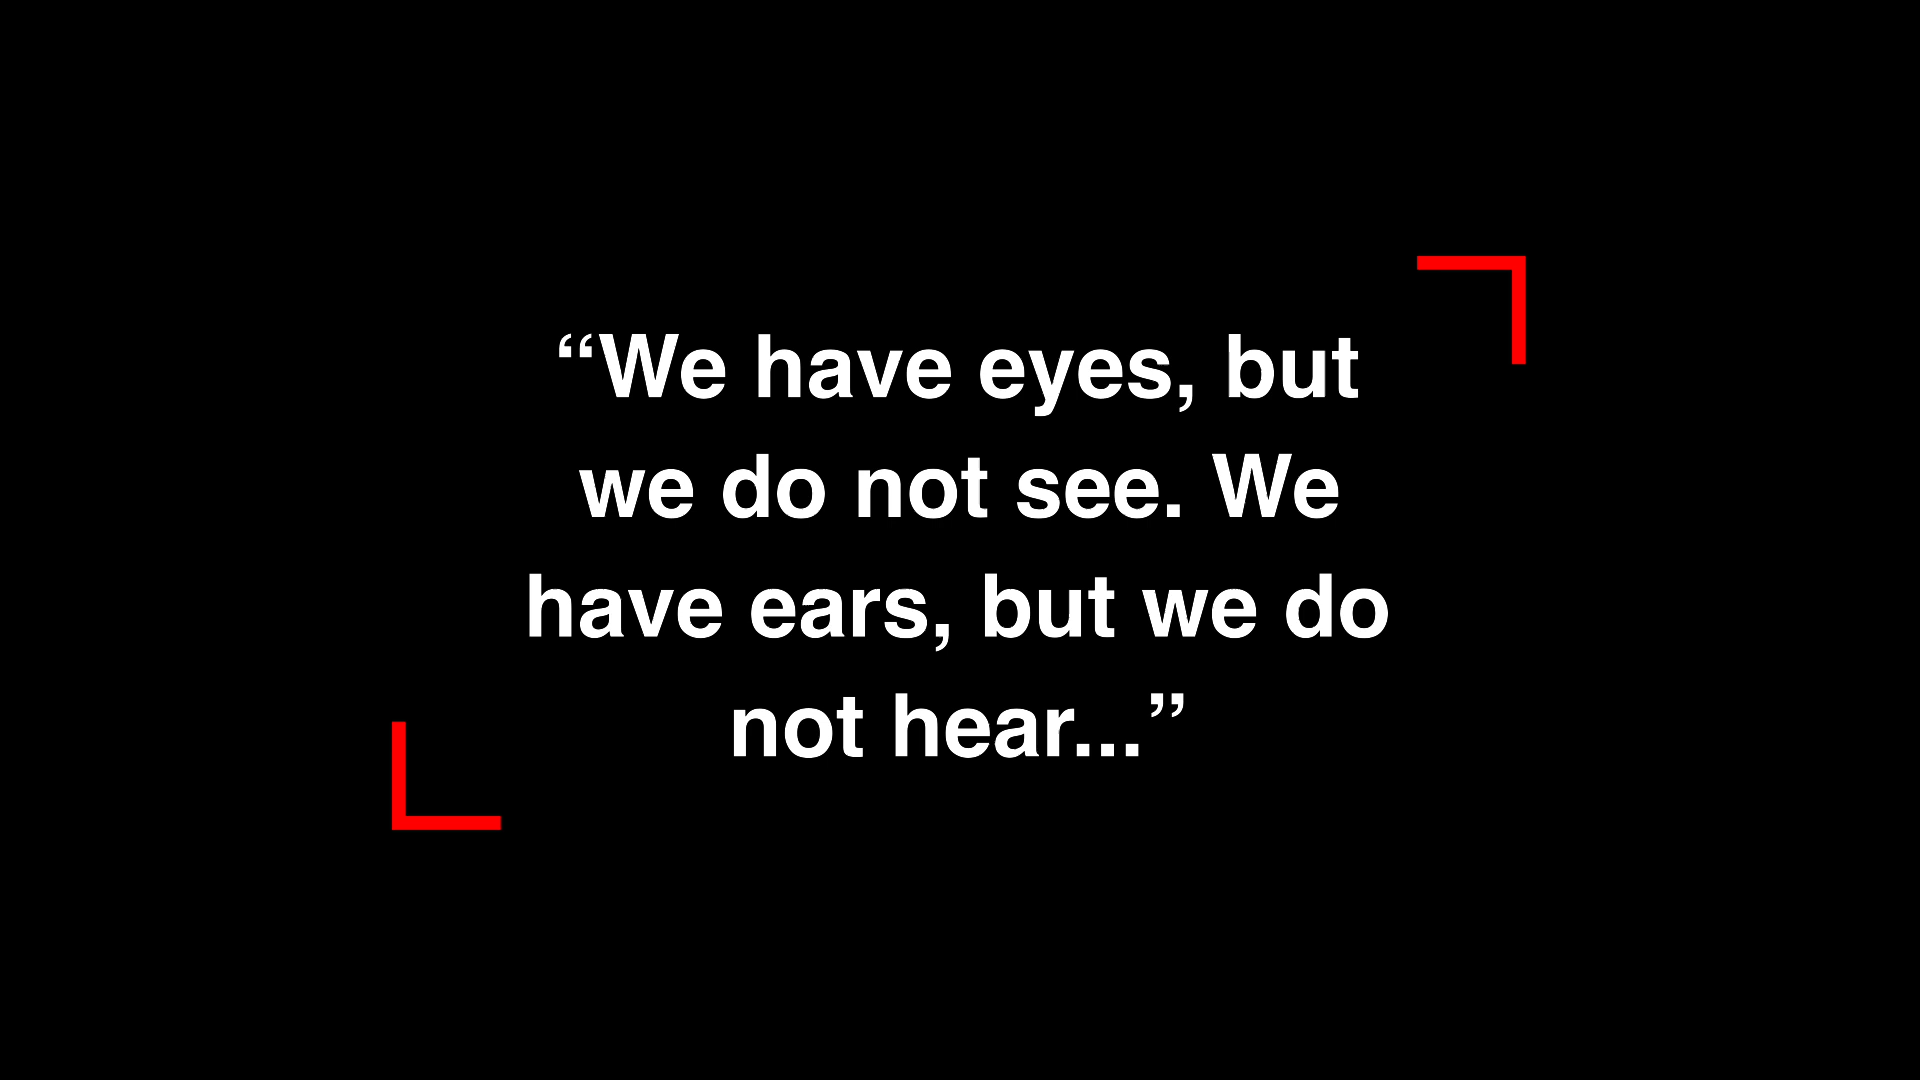 “We have eyes, but
we do not see. We
have ears, but we do
not hear...”